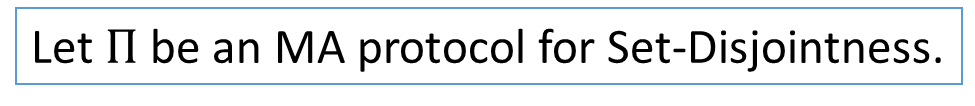 Let Π be an MA protocol for Set-Disjointness.